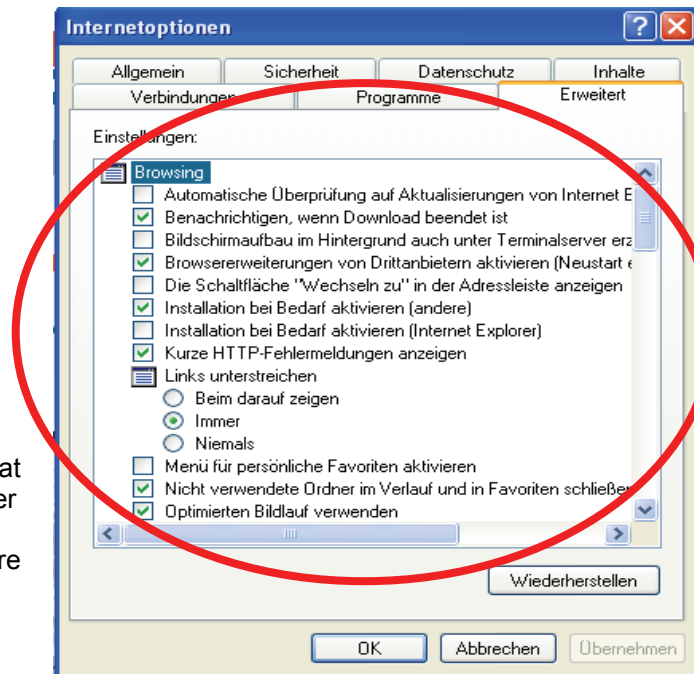 Internetoptionen
Allgemein Sicherheit Datenschutz Inhalte
Verbindungen Programme Erweitert
Einstellungen:
Browsing
Automatische Überprüfung auf Aktualisierungen von Internet E
Benachrichtigen, wenn Download beendet ist
Bildschirmaufbau im Hintergrund auch unter Terminalserver erz
Browsererweiterungen von Drittanbietern aktivieren (Neustart e
Die Schaltfläche "Wechseln zu" in der Adressleiste anzeigen
Installation bei Bedarf aktivieren (andere)
Installation bei Bedarf aktivieren (Internet Explorer)
Kurze HTTP-Fehlermeldungen anzeigen
Links unterstreichen
Beim darauf zeigen
Immer
Niemals
Menü für persönliche Favoriten aktivieren
Nicht verwendete Ordner im Verlauf und in Favoriten schließen
Optimierten Bildlauf verwenden
at
er
re
Wiederherstellen
OK Abbrechen Übernehmen